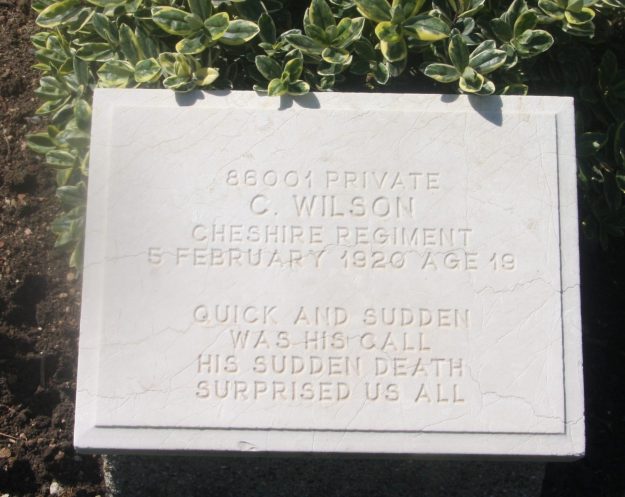 86001 PRIVATE
C. WILSON
CHESHIRE REGIMENT
5 FEBRUARY 1920 AGE 19
QUICK AND SUDDEN
WAS HIS CALL
HIS SUDDEN DEATH
SURPRISED US ALL